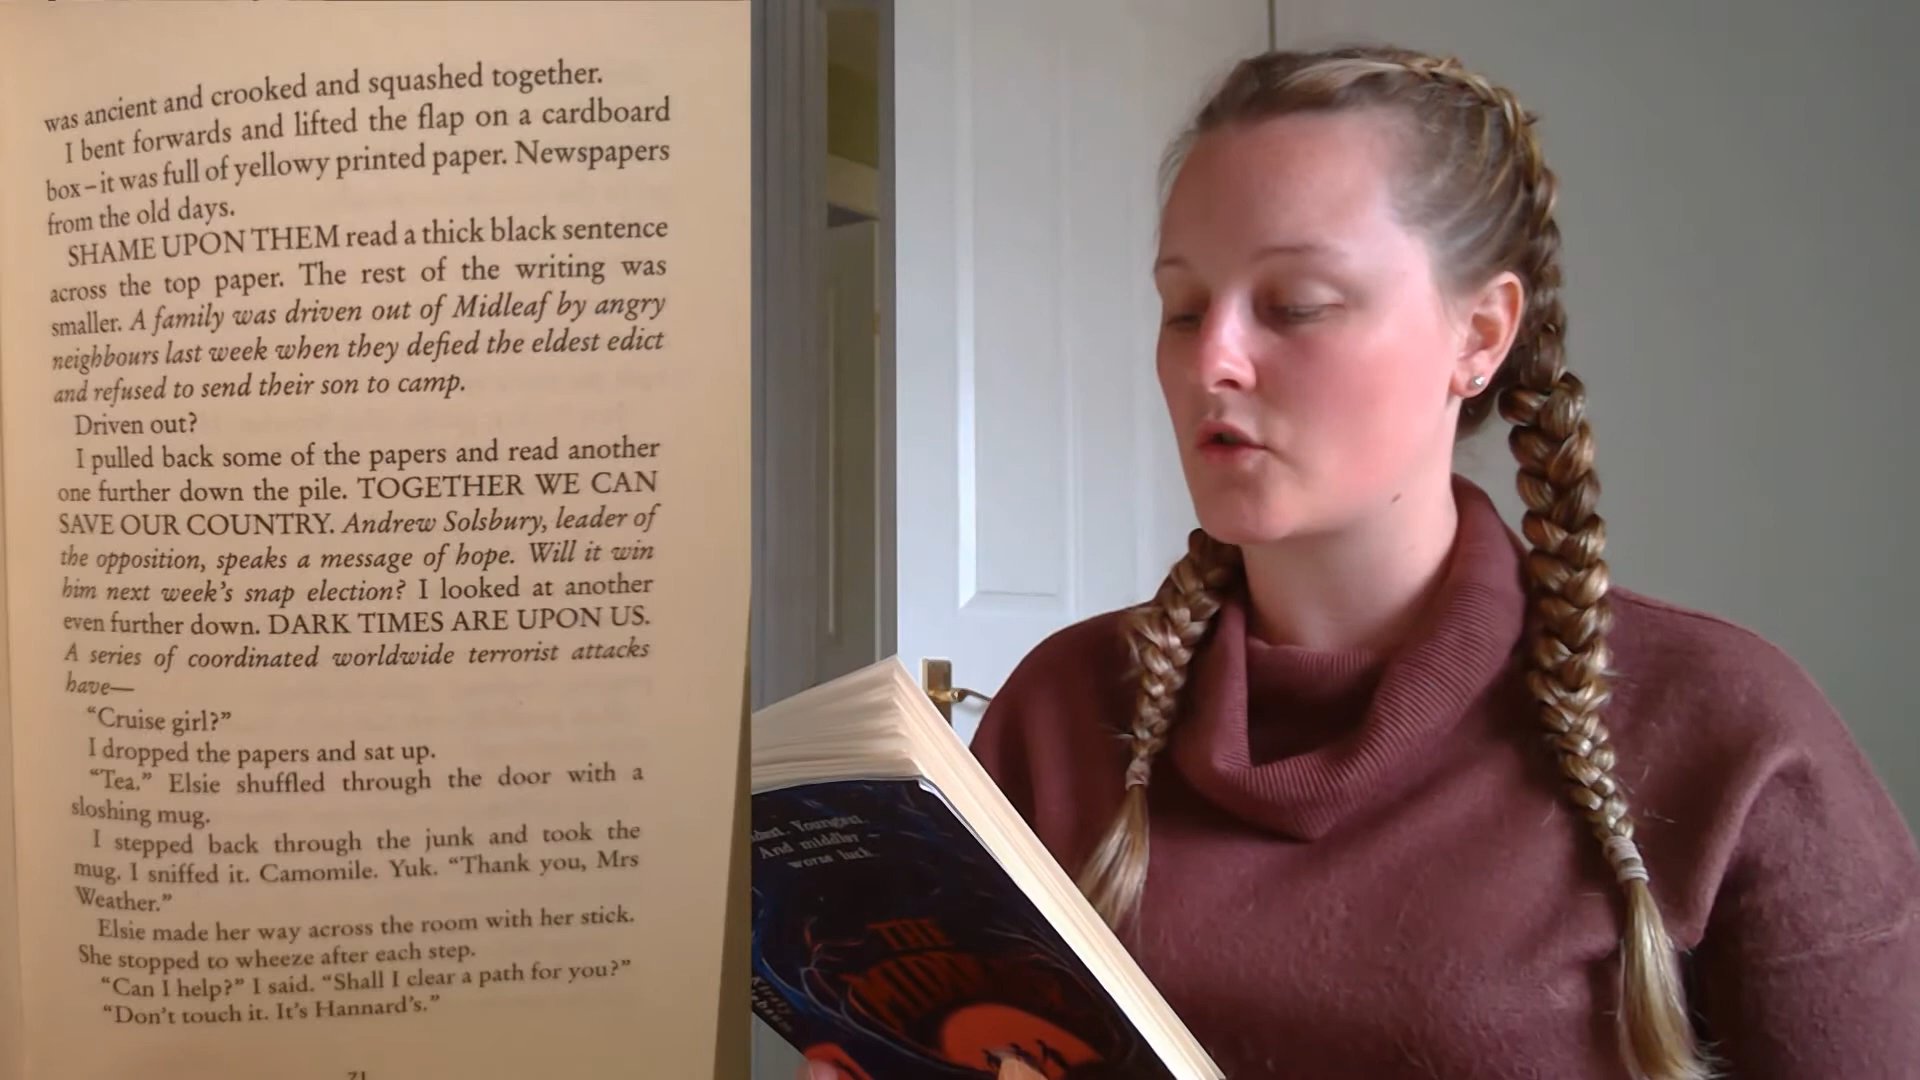 was ancient and crooked and squashed together.
I bent forwards and lifted the flap on a cardboard
box – it was full of yellowy printed paper. Newspapers
from the old days.
SHAME UPON THEM read a thick black sentence
across the top paper. The rest of the writing was
smaller. A family was driven out of Midleaf by angry
neighbours last week when they defied the eldest edict
and refused to send their son to camp.
Driven out?
I pulled back some of the papers and read another
one further down the pile. TOGETHER WE CAN
SAVE OUR COUNTRY. Andrew Solsbury, leader of
the opposition, speaks a message of hope. Will it win
him next week's snap election? I looked at another
even further down. DARK TIMES ARE UPON US.
A series of coordinated worldwide terrorist attacks
have—
“Cruise girl?”
I dropped the papers and sat up.
“Tea.” Elsie shuffled through the door with a
sloshing mug.
I stepped back through the junk and took the
mug. I sniffed it. Camomile. Yuk. “Thank you, Mrs
Weather.”
Elsie made her way across the room with her stick.
She stopped to wheeze after each step.
“Can I help?” I said. “Shall I clear a path for you?”
“Don't touch it. It's Hannard's.”
71
Youngest.
And middler –
worse luck.
THE